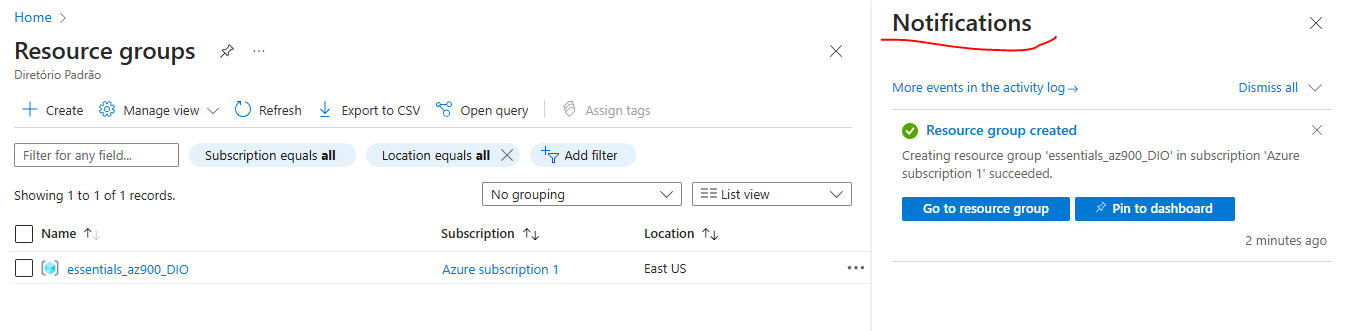 Home
Resource groups
Diretório Padrão
Create
Manage view
Refresh
Export to CSV
Open query
Assign tags
Filter for any field...
Subscription equals all
Location equals all
Add filter
Showing 1 to 1 of 1 records.
No grouping
List view
Name
Subscription
Location
essentials_az900_DIO
Azure subscription 1
East US
Notifications
More events in the activity log→
Dismiss all
Resource group created
Creating resource group 'essentials_az900_DIO' in subscription 'Azure
subscription 1' succeeded.
Go to resource group
Pin to dashboard
2 minutes ago